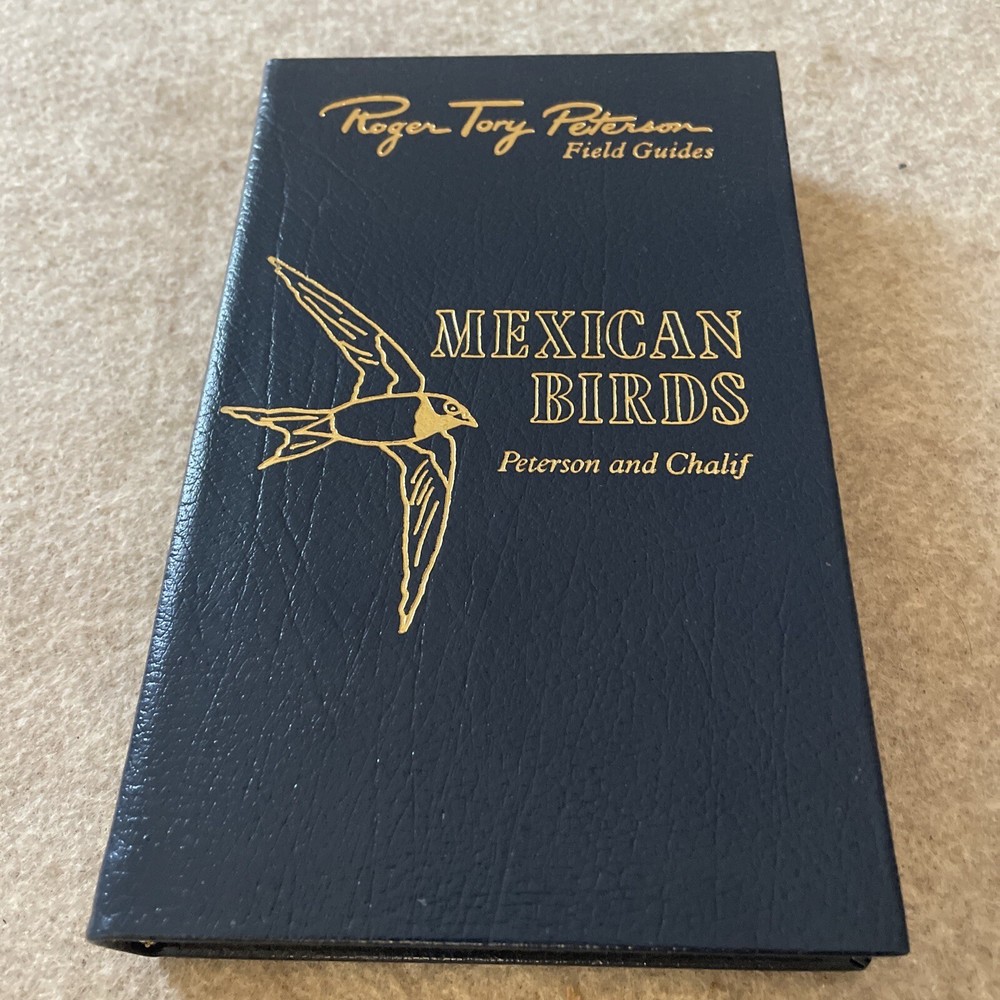 Roger Tory Peterson
Field Guides
MEXICAN
BIRDS
Peterson and Chalif